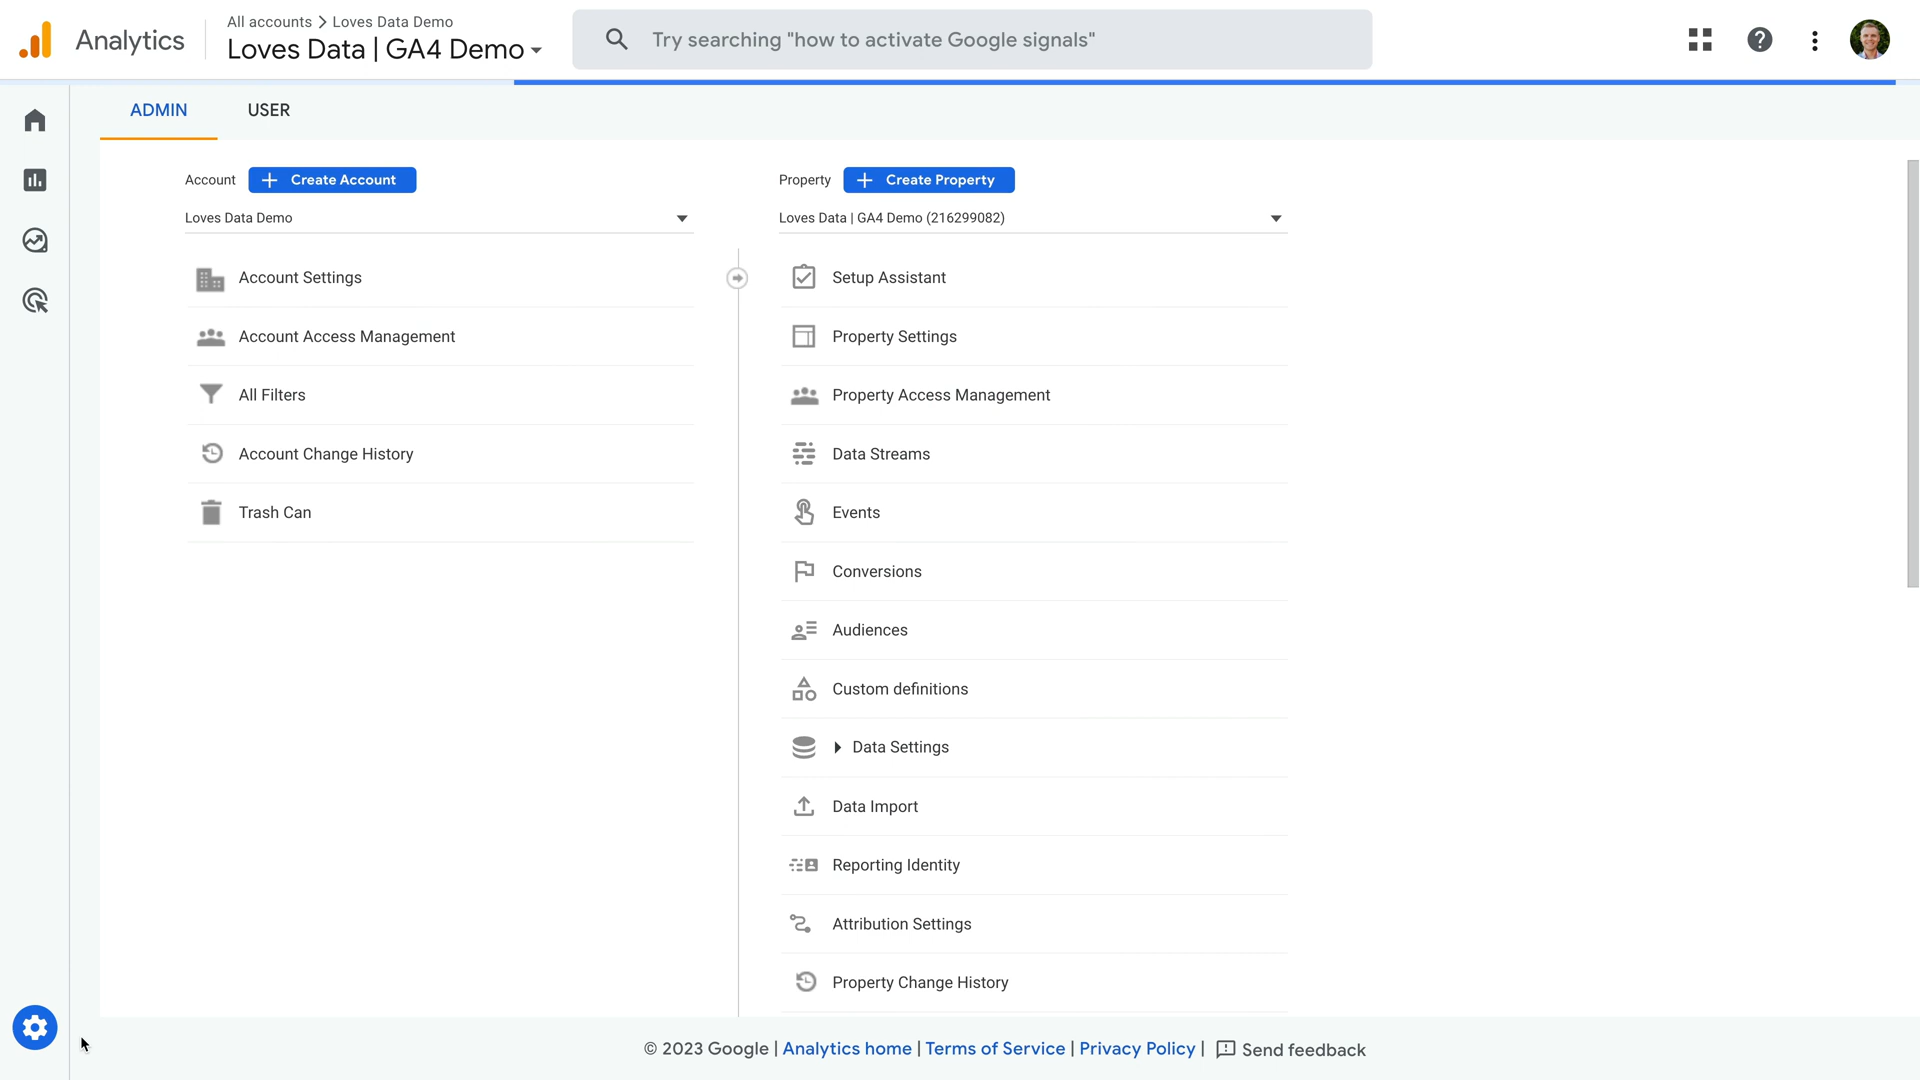 Analytics
All accounts > Loves Data Demo
Loves Data | GA4 Demo
Try searching "how to activate Google signals"
ADMIN
USER
Account
Create Account
Loves Data Demo
Account Settings
Account Access Management
All Filters
Account Change History
Trash Can
Property
Create Property
Loves Data | GA4 Demo (216299082)
Setup Assistant
Property Settings
Property Access Management
Data Streams
Events
Conversions
Audiences
Custom definitions
Data Settings
Data Import
Reporting Identity
Attribution Settings
Property Change History
© 2023 Google | Analytics home | Terms of Service | Privacy Policy | Send feedback